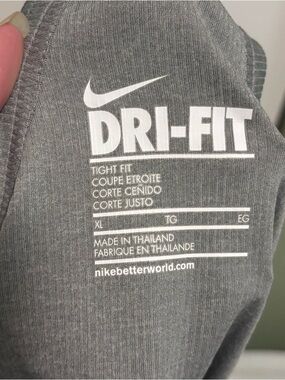 DRI-FIT
TIGHT FIT
COUPE ETROITE
CORTE CEÑIDO
CORTE JUSTO
XL TG EG
MADE IN THAILAND
FABRIQUE EN THAILANDE
nikebetterworld.com